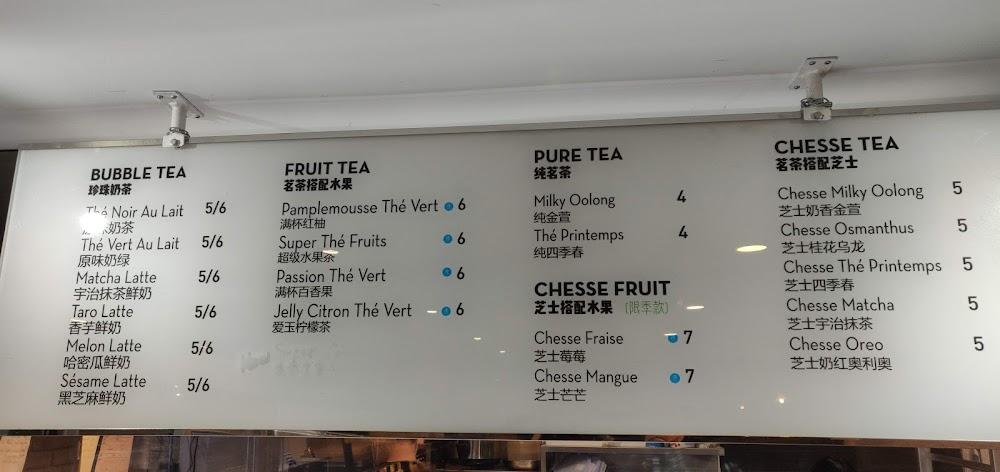 BUBBLE TEA
珍珠奶茶
Thé Noir Au Lait 5/6
味奶茶
Thé Vert Au Lait 5/6
原味奶绿
Matcha Latte 5/6
宇治抹茶鲜奶
Taro Latte 5/6
香芋鲜奶
Melon Latte 5/6
哈密瓜鲜奶
Sésame Latte 5/6
黑芝麻鲜奶
FRUIT TEA
茗茶搭配水果
Pamplemousse Thé Vert 6
满杯红柚
Super Thé Fruits 6
超级水果茶
Passion Thé Vert 6
满杯百香果
Jelly Citron Thé Vert 6
爱玉柠檬茶
PURE TEA
纯茗茶
Milky Oolong 4
纯金萱
Thé Printemps 4
纯四季春
CHESSE FRUIT
芝士搭配水果 (限季款)
Chesse Fraise 7
芝士莓莓
Chesse Mangue 7
芝士芒芒
CHESSE TEA
茗茶搭配芝士
Chesse Milky Oolong 5
芝士奶香金萱
Chesse Osmanthus 5
芝士桂花乌龙
Chesse Thé Printemps 5
芝士四季春
Chesse Matcha 5
芝士宇治抹茶
Chesse Oreo 5
芝士奶红奥利奥